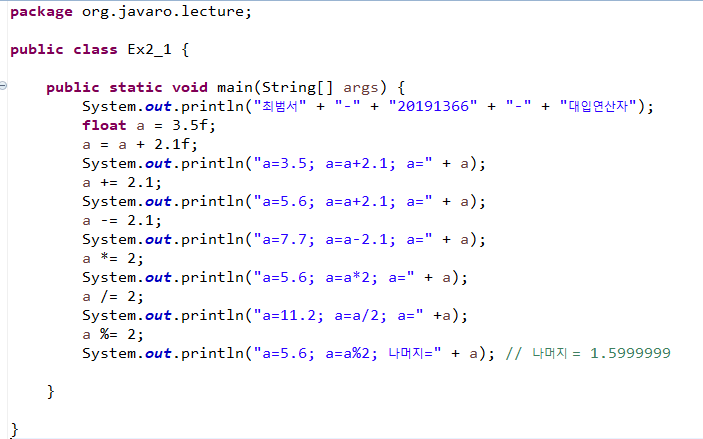 package org.javaro.lecture;
public class Ex2_1 {
public static void main(String[] args) {
System.out.println("최범서" + "-" + "20191366" + "-" + "대입연산자");
float a = 3.5f;
a = a + 2.1f;
System.out.println("a=3.5; a=a+2.1; a=" + a);
a += 2.1;
System.out.println("a=5.6; a=a+2.1; a=" + a);
a -= 2.1;
System.out.println("a=7.7; a=a-2.1; a=" + a);
a *= 2;
System.out.println("a=5.6; a=a*2; a=" + a);
a /= 2;
System.out.println("a=11.2; a=a/2; a=" +a);
a %= 2;
System.out.println("a=5.6; a=a%2; 나머지=" + a); // 나머지 = 1.5999999
}
}